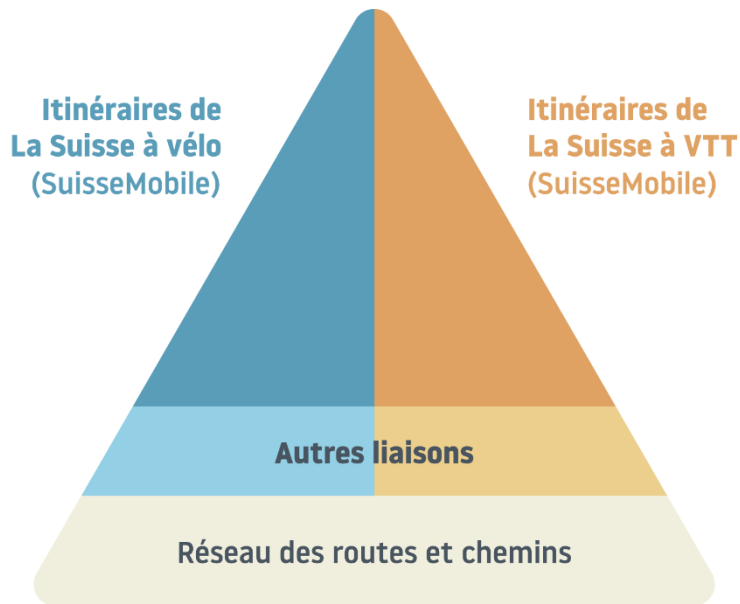 Itinéraires de
La Suisse à vélo
(SuisseMobile)
Itinéraires de
La Suisse à VTT
(SuisseMobile)
Autres liaisons
Réseau des routes et chemins